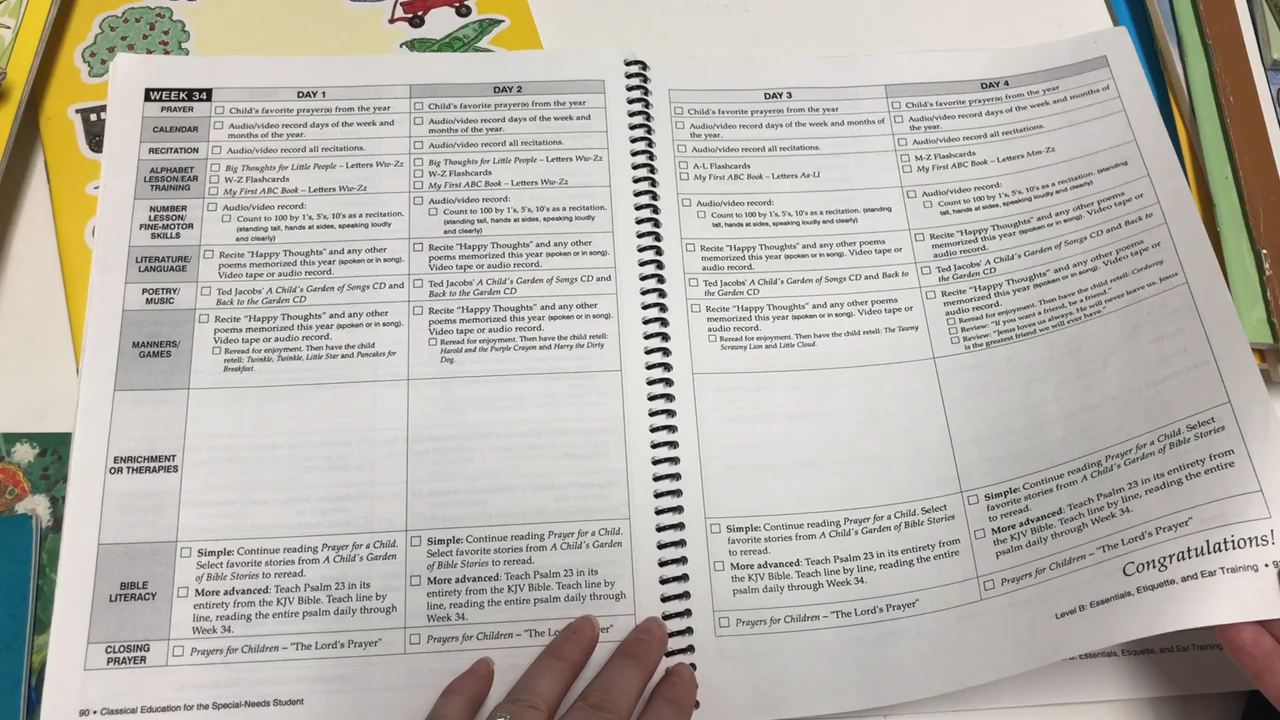 WEEK 34
DAY 1
DAY 2
PRAYER
Child's favorite prayer(s) from the year
Child's favorite prayer(s) from the year
CALENDAR
Audio/video record days of the week and
months of the year.
Audio/video record days of the week and
months of the year.
RECITATION
Audio/video record all recitations.
Audio/video record all recitations.
ALPHABET
LESSON/EAR
TRAINING
Big Thoughts for Little People – Letters Ww-Zz
W-Z Flashcards
My First ABC Book – Letters Ww-Zz
Big Thoughts for Little People – Letters Ww-Zz
W-Z Flashcards
My First ABC Book – Letters Ww-Zz
NUMBER
LESSON/
FINE-MOTOR
SKILLS
Audio/video record:
Count to 100 by 1's, 5's, 10's as a recitation.
(standing tall, hands at sides, speaking loudly
and clearly)
Audio/video record:
Count to 100 by 1's, 5's, 10's as a recitation.
(standing tall, hands at sides, speaking loudly
and clearly)
LITERATURE/
LANGUAGE
Recite "Happy Thoughts" and any other
poems memorized this year (spoken or in song).
Video tape or audio record.
Recite "Happy Thoughts" and any other
poems memorized this year (spoken or in song).
Video tape or audio record.
POETRY/
MUSIC
Ted Jacobs' A Child's Garden of Songs CD and
Back to the Garden CD
Ted Jacobs' A Child's Garden of Songs CD and
Back to the Garden CD
MANNERS/
GAMES
Recite "Happy Thoughts" and any other
poems memorized this year (spoken or in song).
Video tape or audio record.
Reread for enjoyment. Then have the child
retell: Twinkle, Twinkle, Little Star and Pancakes for
Breakfast.
Recite "Happy Thoughts" and any other
poems memorized this year (spoken or in song).
Video tape or audio record.
Reread for enjoyment. Then have the child retell:
Harold and the Purple Crayon and Harry the Dirty
Dog.
ENRICHMENT
OR THERAPIES
BIBLE
LITERACY
Simple: Continue reading Prayer for a Child.
Select favorite stories from A Child's Garden
of Bible Stories to reread.
More advanced: Teach Psalm 23 in its
entirety from the KJV Bible. Teach line by
line, reading the entire psalm daily through
Week 34.
Simple: Continue reading Prayer for a Child.
Select favorite stories from A Child's Garden
of Bible Stories to reread.
More advanced: Teach Psalm 23 in its
entirety from the KJV Bible. Teach line by
line, reading the entire psalm daily through
Week 34.
CLOSING
PRAYER
Prayers for Children – "The Lord's Prayer"
Prayers for Children – "The Lo er"
90 • Classical Education for the Special-Needs Student
DAY 3
DAY 4
Child's favorite prayer(s) from the year
Child's favorite prayer(s) from the year
Audio/video record days of the week and months of
the year.
Audio/video record days of the week and months of
the year.
Audio/video record all recitations.
Audio/video record all recitations.
A-L Flashcards
My First ABC Book – Letters Aa-Ll
M-Z Flashcards
My First ABC Book – Letters Mm-Zz
Audio/video record:
Count to 100 by 1's, 5's, 10's as a recitation. (standing
tall, hands at sides, speaking loudly and clearly)
Audio/video record:
Count to 100 by 1's, 5's, 10's as a recitation. (standing
tall, hands at sides, speaking loudly and clearly)
Recite "Happy Thoughts" and any other poems
memorized this year (spoken or in song). Video tape or
audio record.
Recite "Happy Thoughts" and any other poems
memorized this year (spoken or in song). Video tape or
audio record.
Ted Jacobs' A Child's Garden of Songs CD and Back to
the Garden CD
Ted Jacobs' A Child's Garden of Songs CD and Back to
the Garden CD
Recite "Happy Thoughts" and any other poems
memorized this year (spoken or in song). Video tape or
audio record.
Reread for enjoyment. Then have the child retell: The Tawny
Scrawny Lion and Little Cloud.
Recite "Happy Thoughts" and any other poems
memorized this year (spoken or in song). Video tape or
audio record.
Reread for enjoyment. Then have the child retell: Corduroy.
Review: "If you want a friend, be a friend."
Review: "Jesus loves us always. He will never leave us. Jesus
is the greatest friend we will ever have."
Simple: Continue reading Prayer for a Child. Select
favorite stories from A Child's Garden of Bible Stories
to reread.
More advanced: Teach Psalm 23 in its entirety from
the KJV Bible. Teach line by line, reading the entire
psalm daily through Week 34.
Simple: Continue reading Prayer for a Child. Select
favorite stories from A Child's Garden of Bible Stories
to reread.
More advanced: Teach Psalm 23 in its entirety from
the KJV Bible. Teach line by line, reading the entire
psalm daily through Week 34.
Prayers for Children – "The Lord's Prayer"
Prayers for Children – "The Lord's Prayer"
Congratulations!
Level B: Essentials, Etiquette, and Ear Training • 9
Essentials, Etiquette, and Ear Training